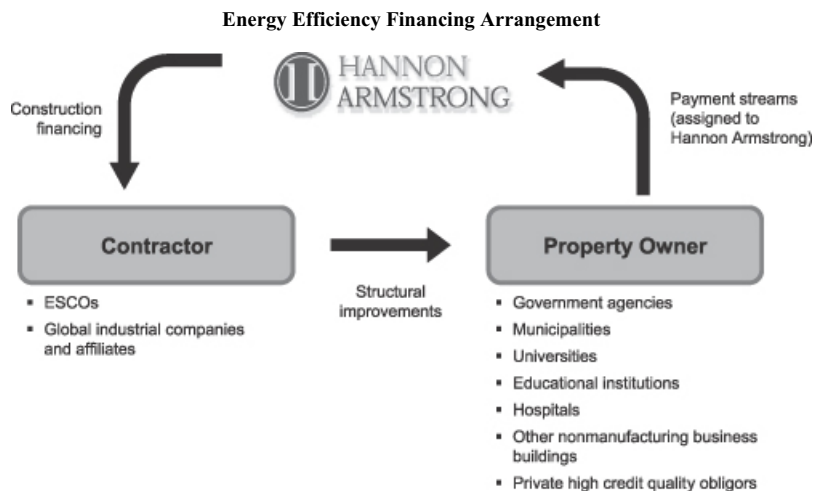 Energy Efficiency Financing Arrangement
HANNON
ARMSTRONG
Construction
financing
Payment streams
(assigned to
Hannon Armstrong)
Contractor
Property Owner
Structural
improvements
▪ ESCOs
▪ Global industrial companies
and affiliates
▪ Government agencies
▪ Municipalities
▪ Universities
▪ Educational institutions
▪ Hospitals
▪ Other nonmanufacturing business
buildings
▪ Private high credit quality obligors